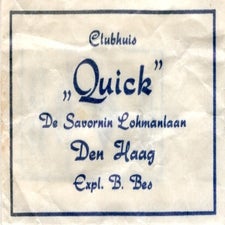 Clubhuis
„Quick”
De Savornin Lohmanlaan
Den Haag
Expl. B. Bes